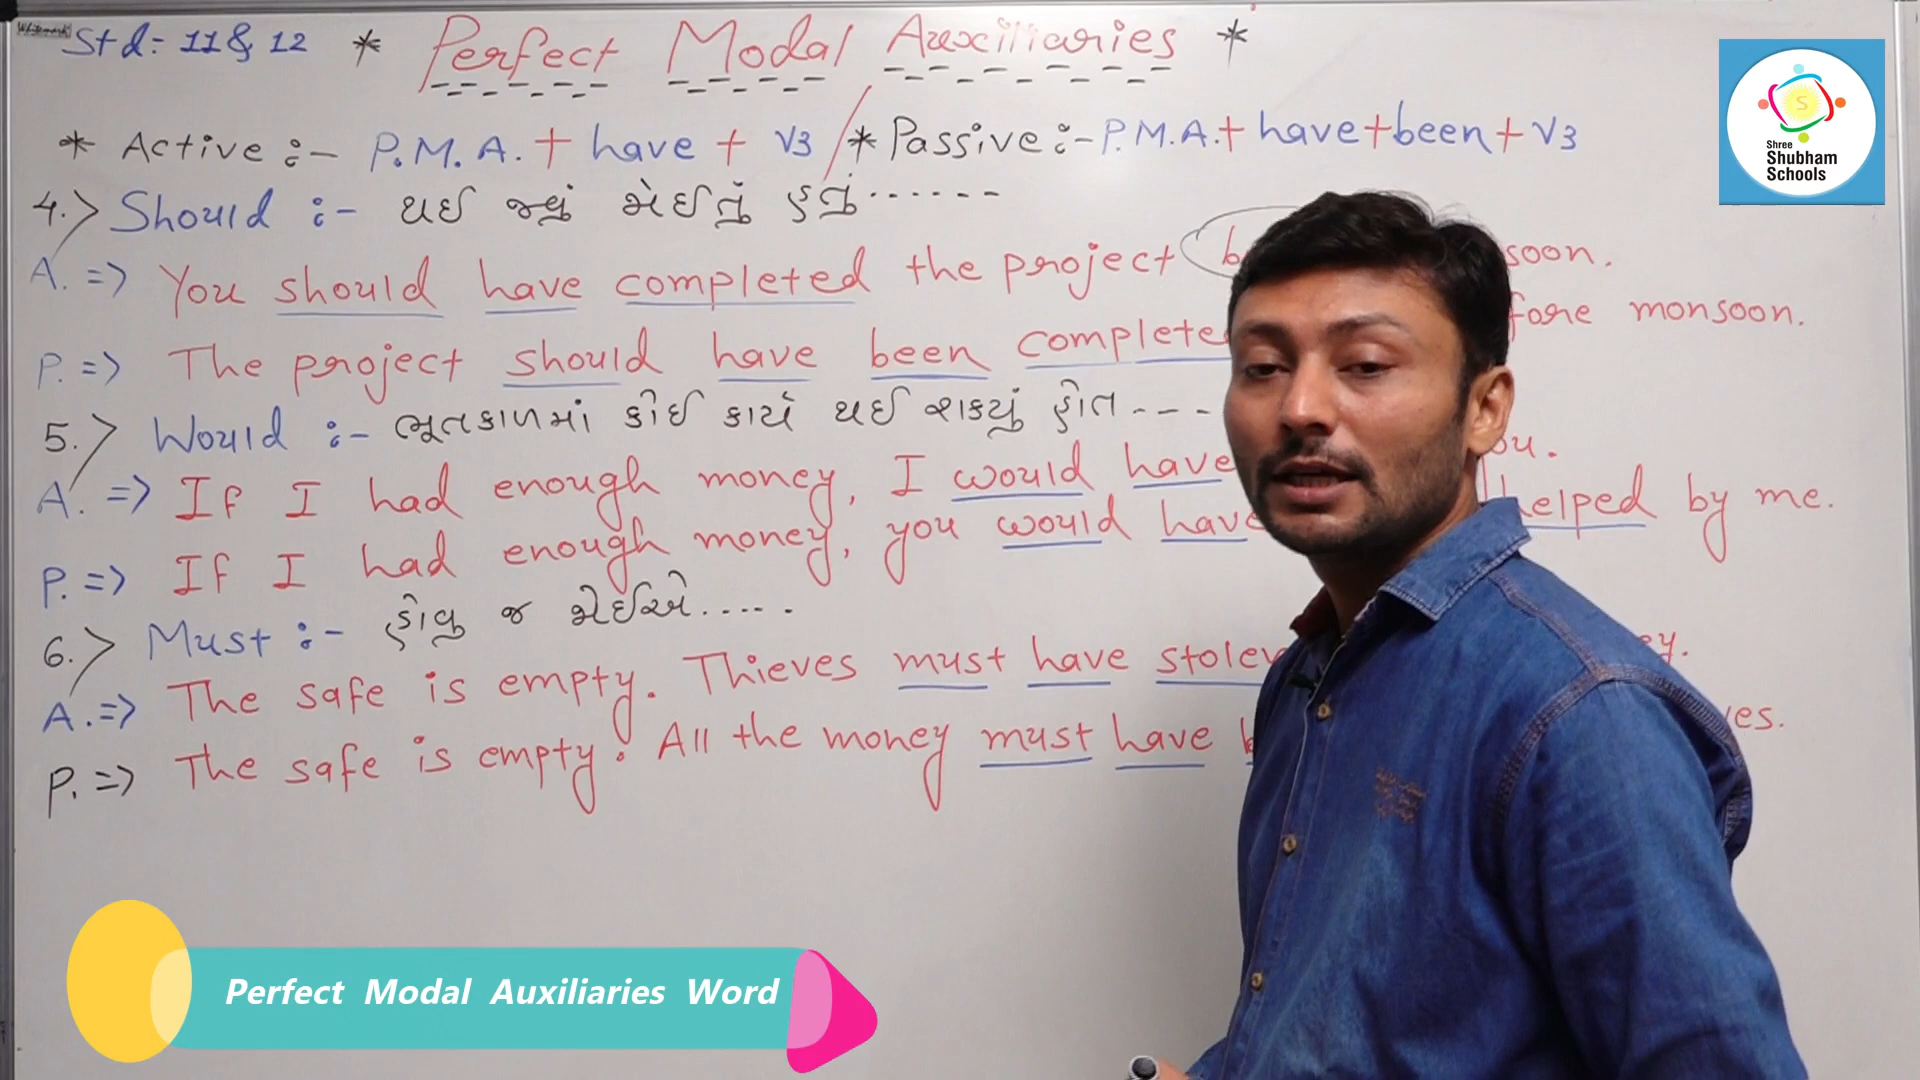 Std:- 11 & 12 * Perfect Modal Auxiliaries *
* Active :- P.M.A. + have + V3 / * Passive :- P.M.A. + have + been + V3
4.> Should :- થઈ જવું જોઈતું હતું ......
A. => You should have completed the project soon.
P. => The project should have been complete fore monsoon.
5.> Would :- ભૂતકાળમાં કોઈ કાર્ય થઈ શક્યું હોત ----
A. => If I had enough money, I would have ou.
P. => If I had enough money, you would have helped by me.
6.> Must :- હોવુ જ જોઈએ.....
A. => The safe is empty. Thieves must have stolen ey.
P. => The safe is empty. All the money must have b ves.
Shree
Shubham
Schools
Perfect Modal Auxiliaries Word